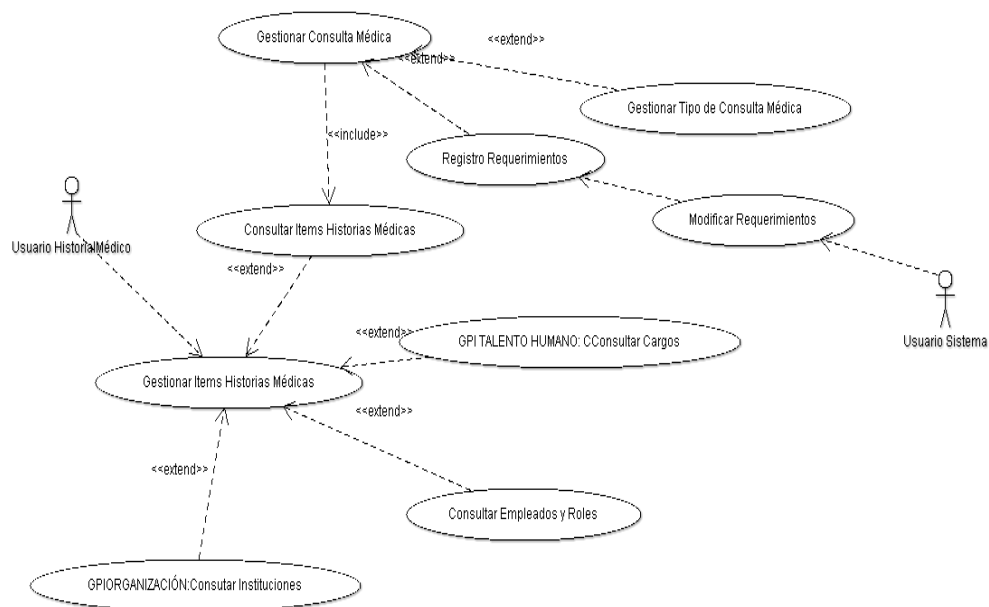 Gestionar Consulta Médica
<<extend>>
<<extend>>
Gestionar Tipo de Consulta Médica
<<include>>
Registro Requerimientos
Modificar Requerimientos
Consultar Items Historias Médicas
Usuario HistorialMédico
<<extend>>
Usuario Sistema
<<extend>>
GPI TALENTO HUMANO: CConsultar Cargos
Gestionar Items Historias Médicas
<<extend>>
<<extend>>
Consultar Empleados y Roles
GPIORGANIZACIÓN:Consutar Instituciones